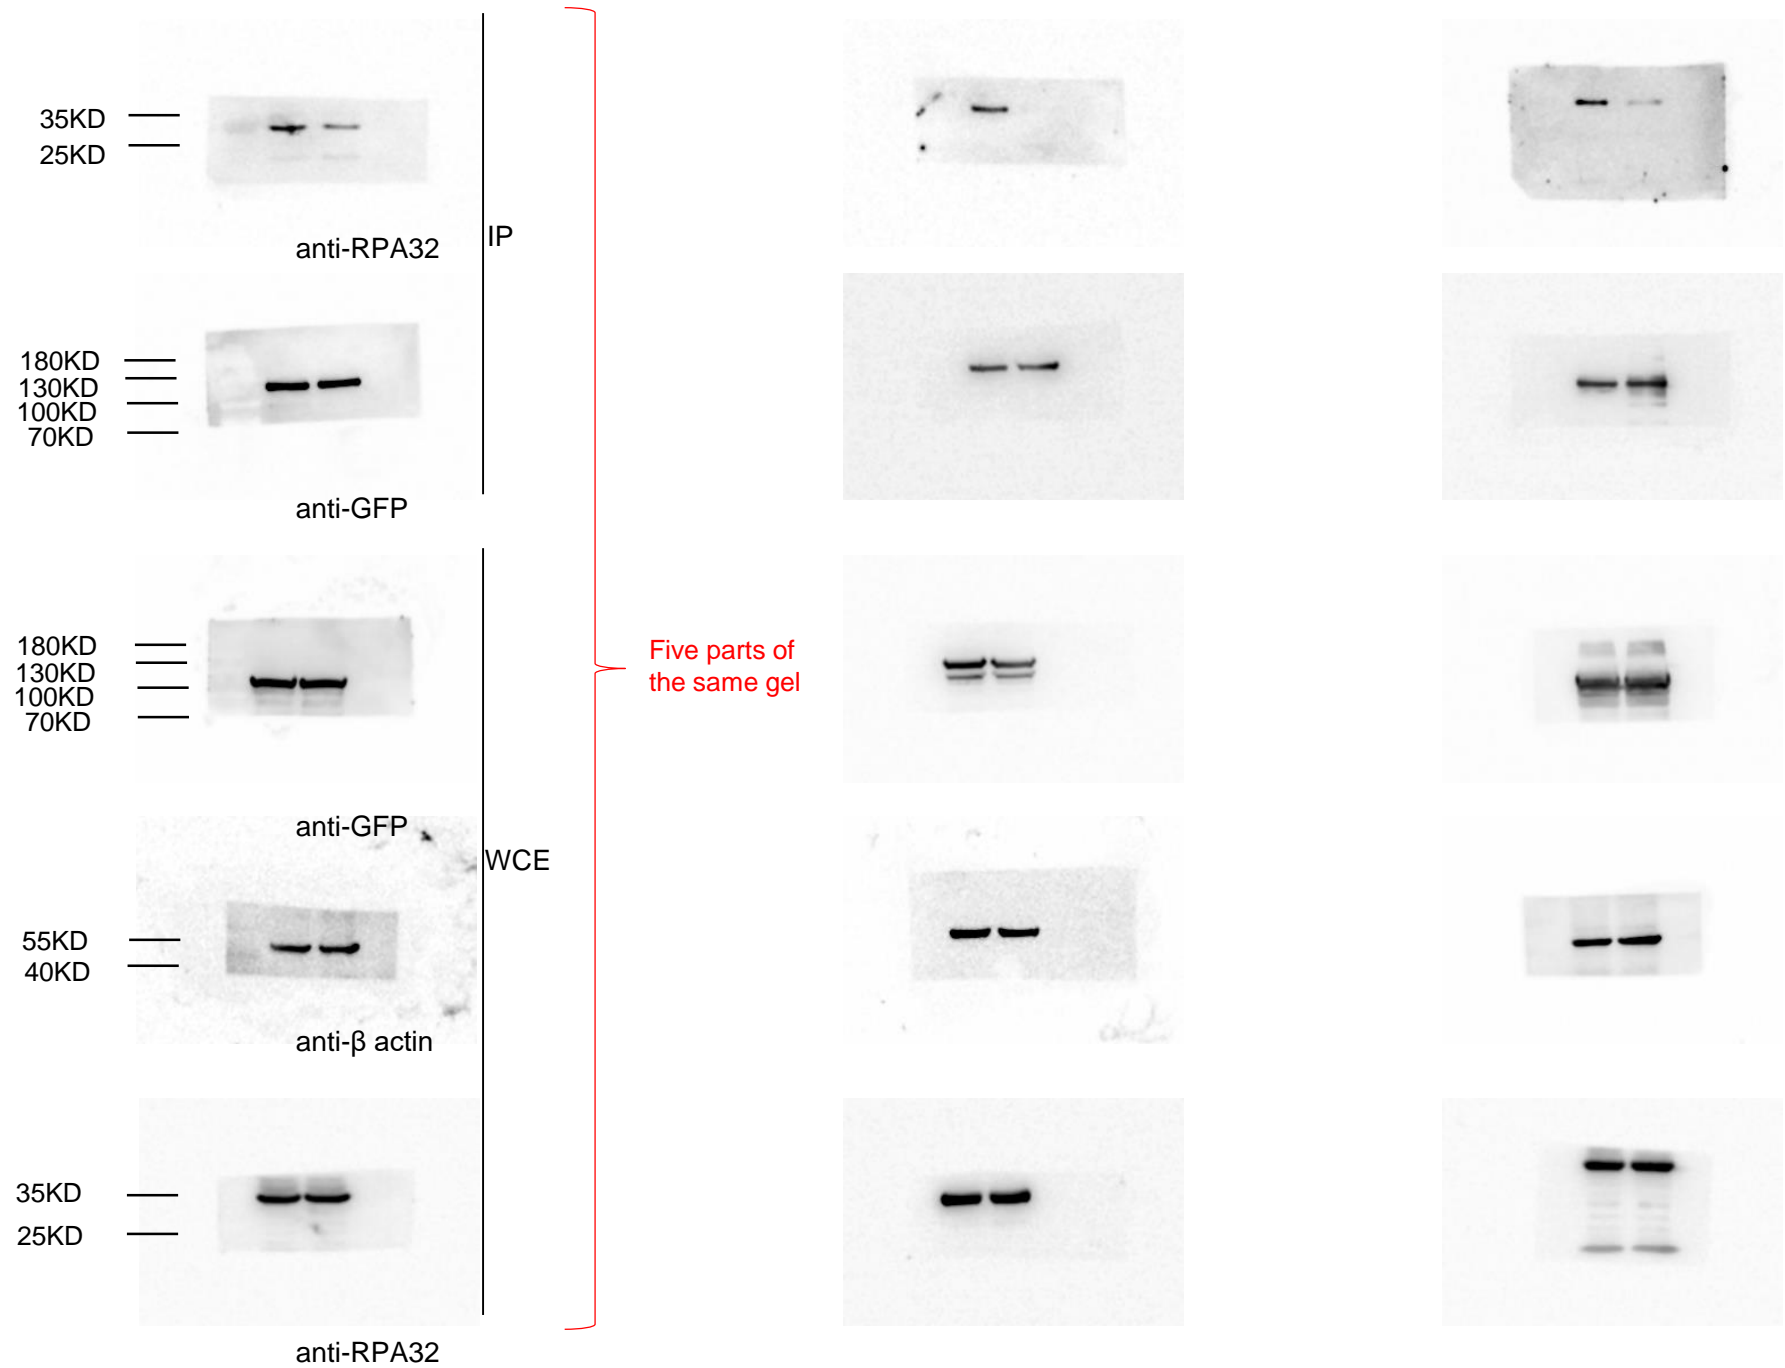 35KD
25KD
anti-RPA32
IP
180KD
130KD
100KD
70KD
anti-GFP
180KD
130KD
100KD
70KD
Five parts of
the same gel
anti-GFP
WCE
55KD
40KD
anti-β actin
35KD
25KD
anti-RPA32